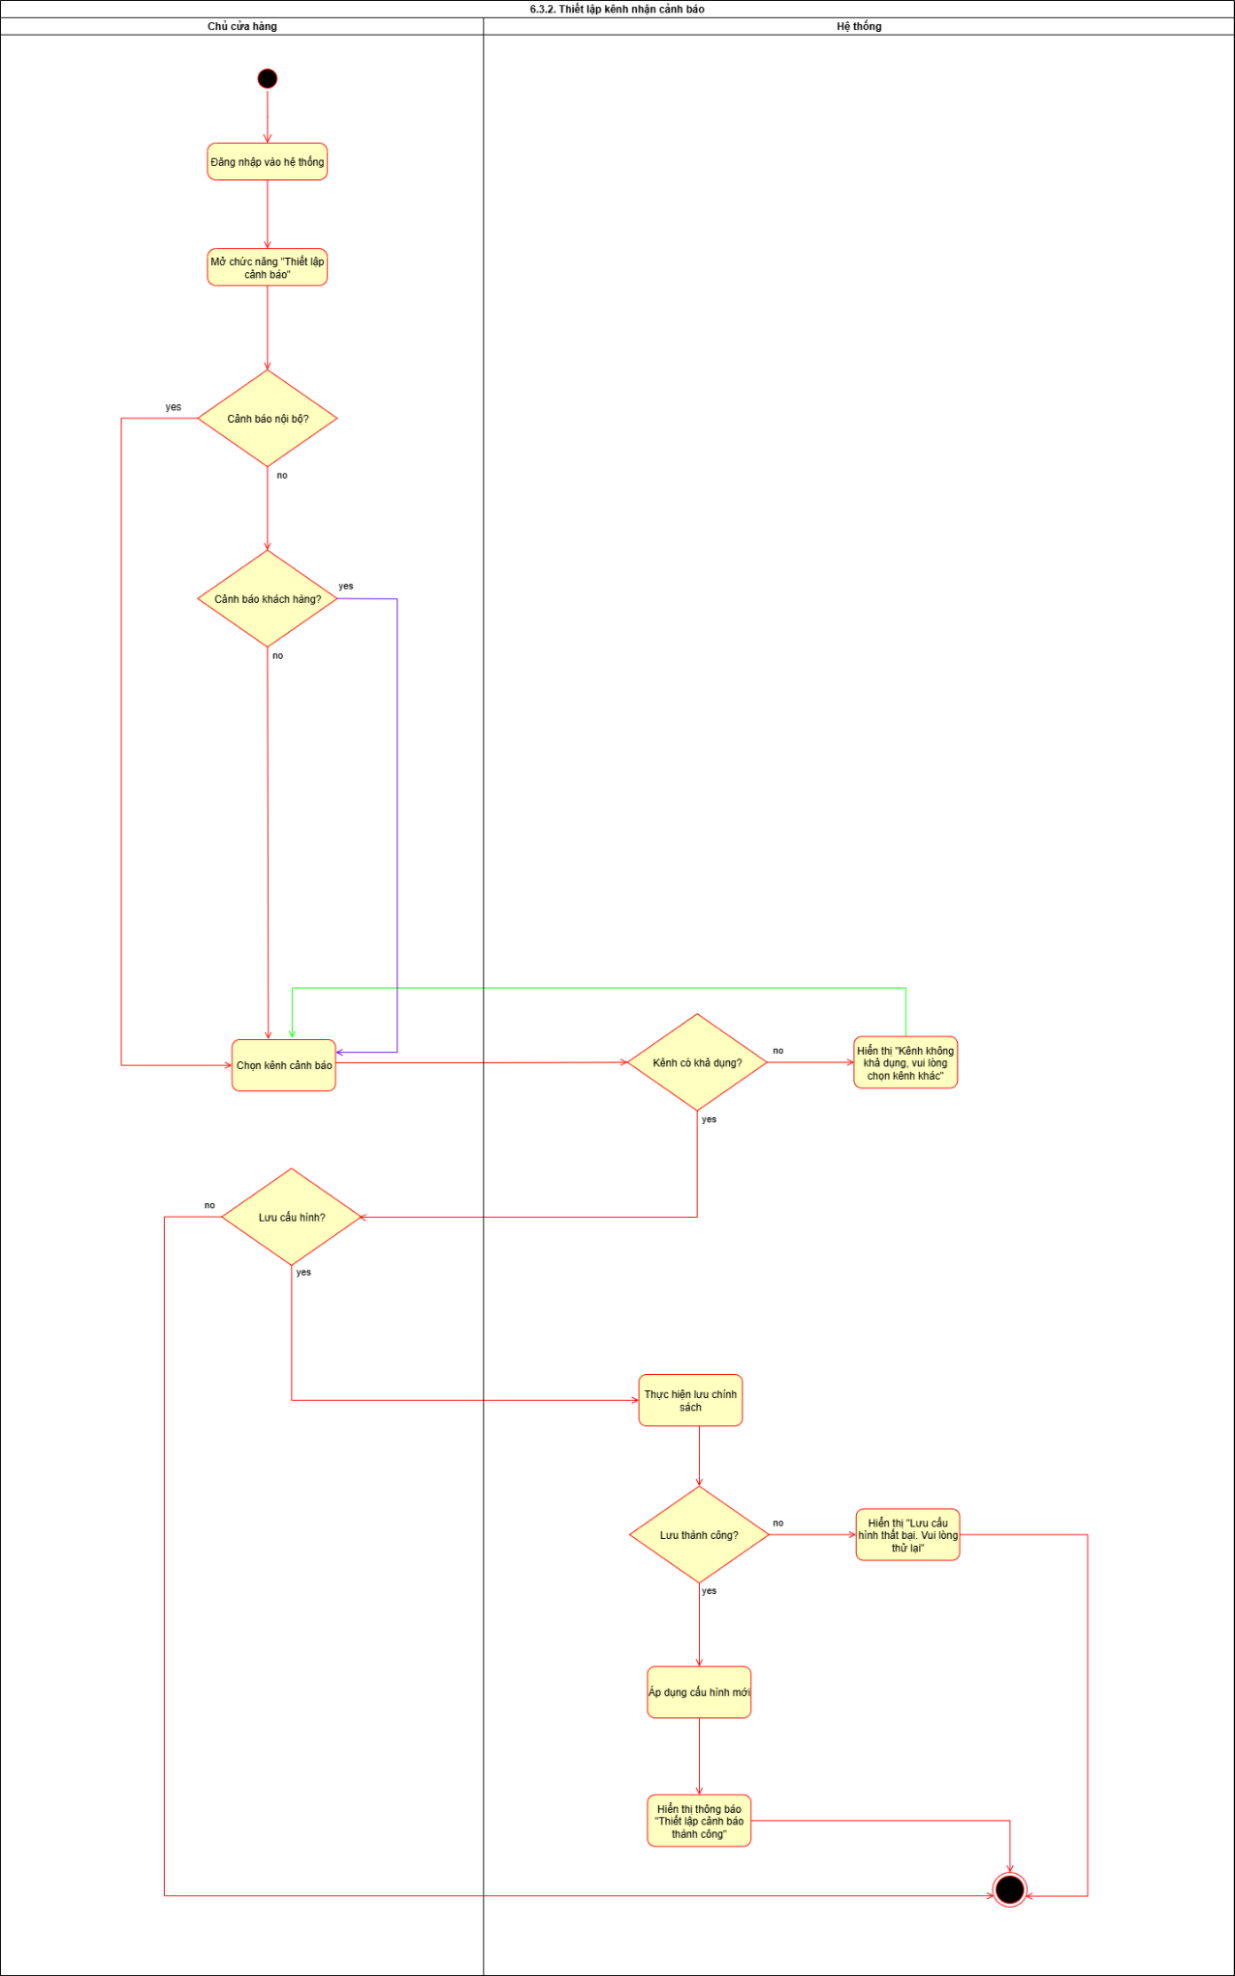 6.3.2. Thiết lập kênh nhận cảnh báo
Chủ cửa hàng
Hệ thống
Đăng nhập vào hệ thống
Mở chức năng "Thiết lập
cảnh báo"
yes
Cảnh báo nội bộ?
no
yes
Cảnh báo khách hàng?
no
Chọn kênh cảnh báo
Kênh có khả dụng?
no
Hiển thị "Kênh không
khả dụng, vui lòng
chọn kênh khác"
yes
no
Lưu cấu hình?
yes
Thực hiện lưu chính
sách
Lưu thành công?
no
Hiển thị "Lưu cấu
hình thất bại. Vui lòng
thử lại"
yes
Áp dụng cấu hình mới
Hiển thị thông báo
"Thiết lập cảnh báo
thành công"